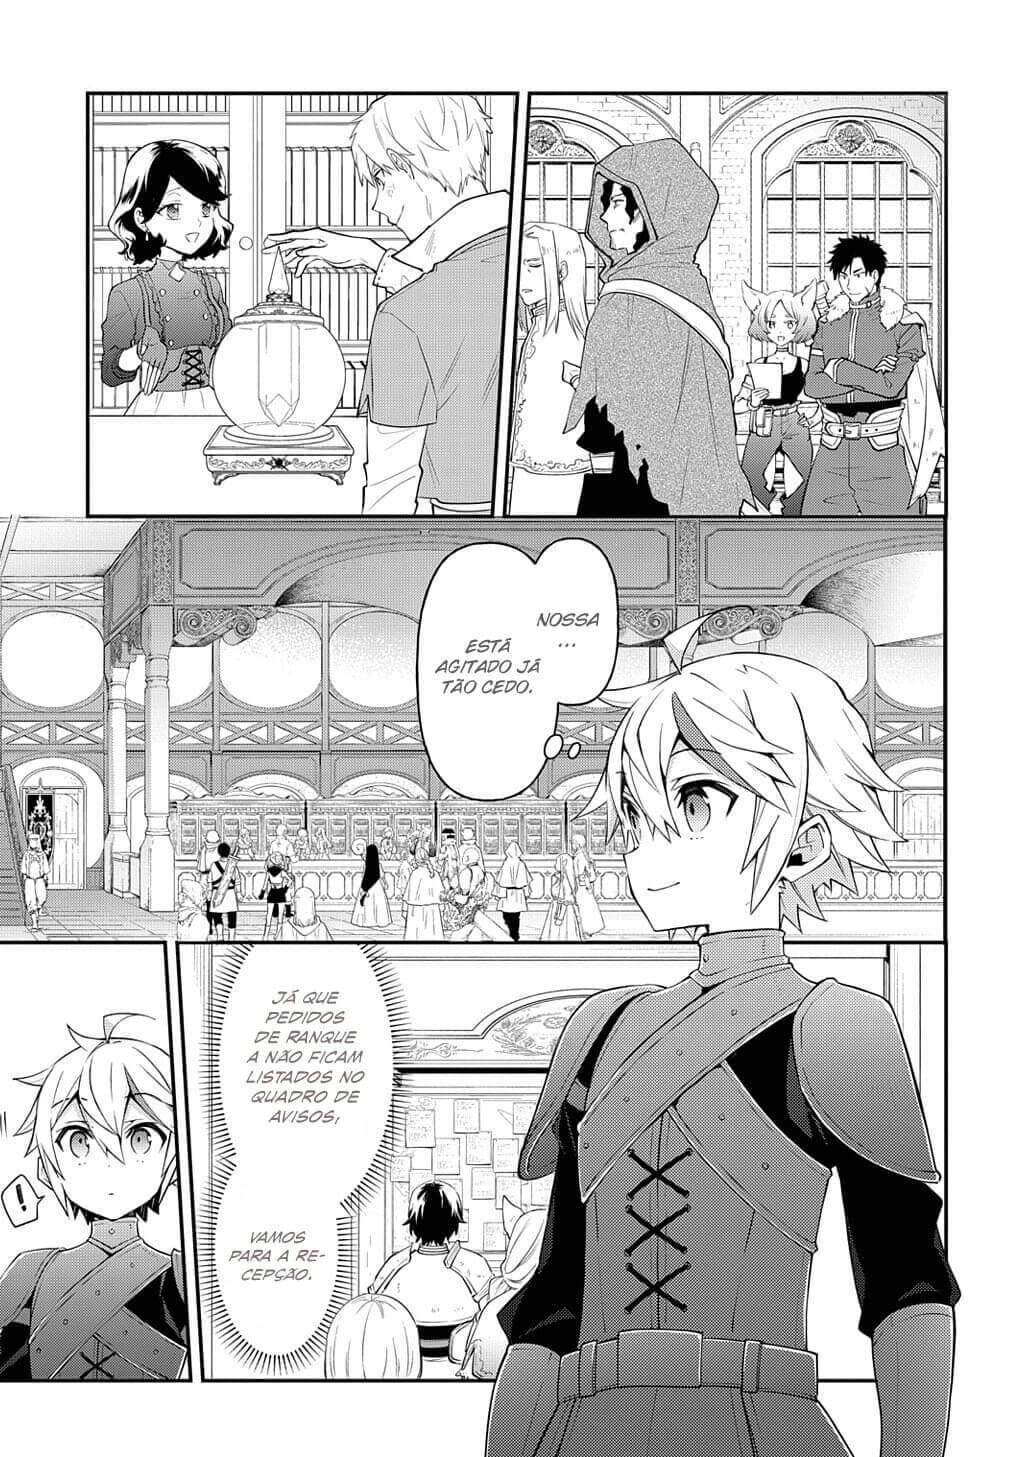 NOSSA
...
ESTÁ
AGITADO JÁ
TÃO CEDO.
JÁ QUE
PEDIDOS
DE RANQUE
A NÃO FICAM
LISTADOS NO
QUADRO DE
AVISOS,
VAMOS
PARA A RE-
CEPÇÃO.
!